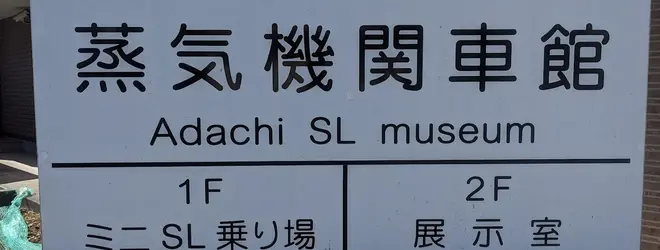 蒸気機関車館
Adachi SL museum
1F
2F
ミニSL乗り場
展示室